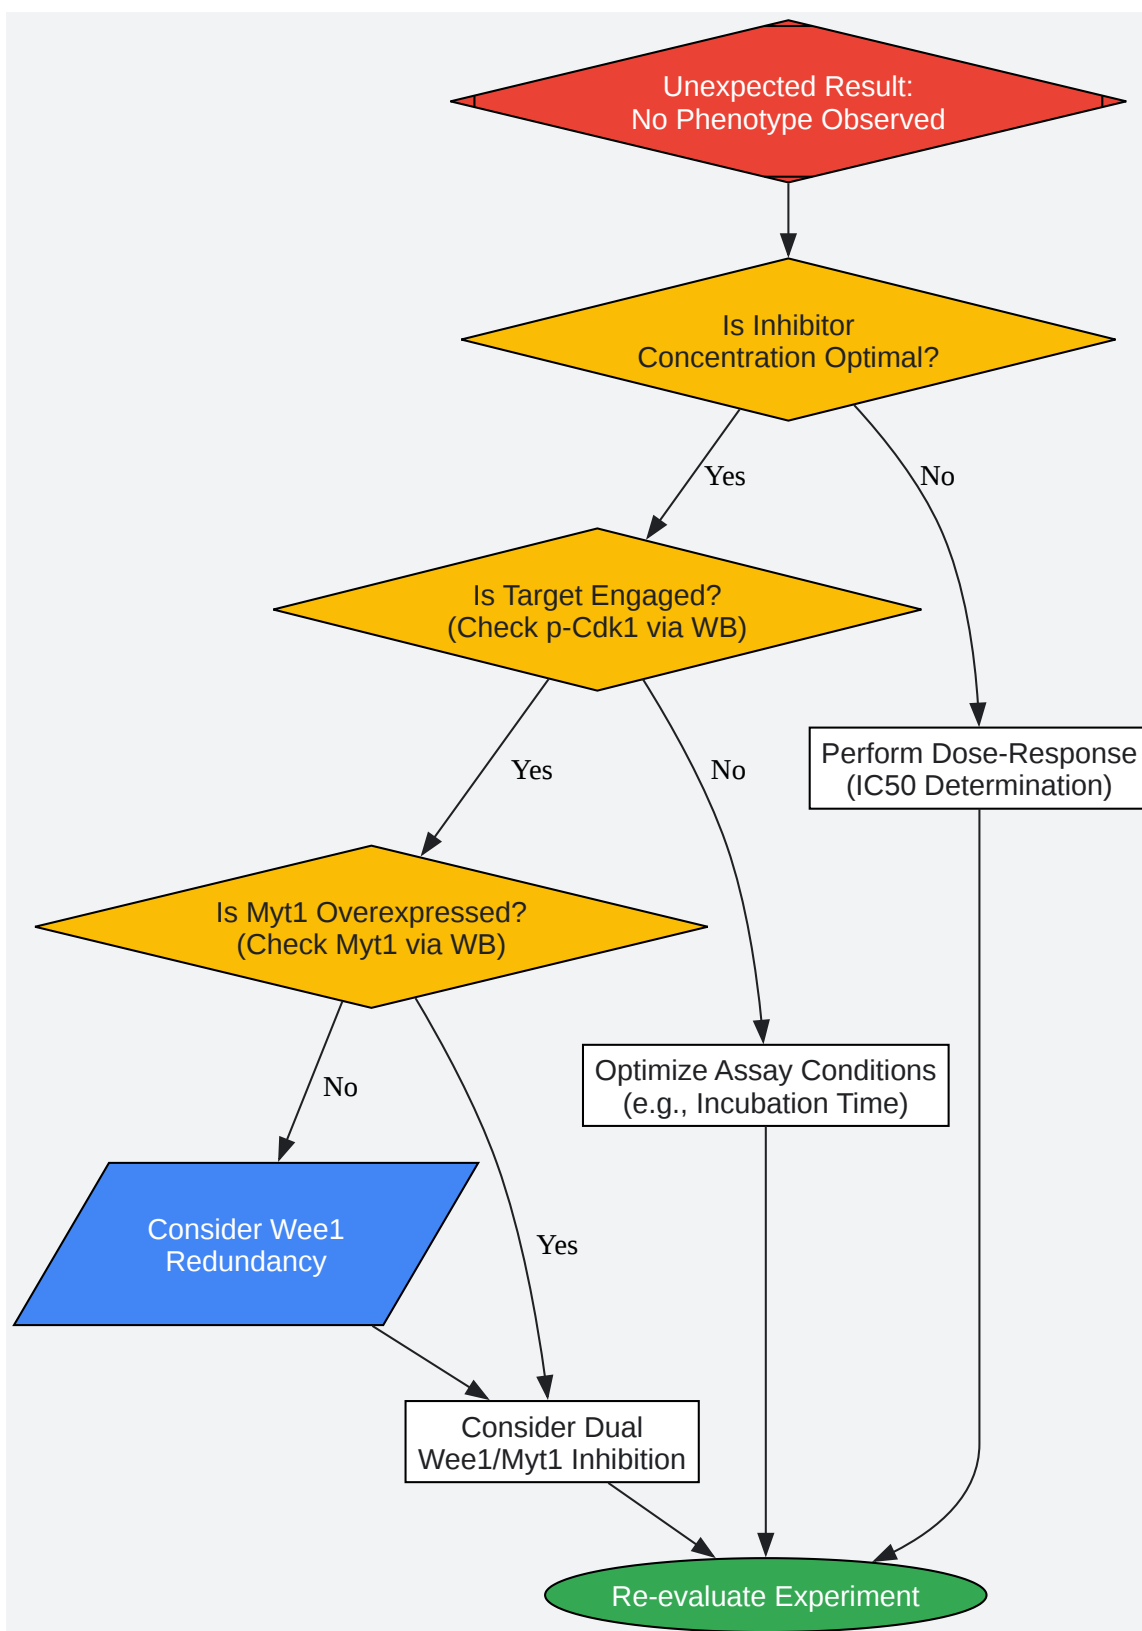 Unexpected Result:
No Phenotype Observed
Is Inhibitor
Concentration Optimal?
Yes
No
Is Target Engaged?
(Check p-Cdk1 via WB)
Yes
No
Perform Dose-Response
(IC50 Determination)
Is Myt1 Overexpressed?
(Check Myt1 via WB)
No
Yes
Optimize Assay Conditions
(e.g., Incubation Time)
Consider Wee1
Redundancy
Consider Dual
Wee1/Myt1 Inhibition
Re-evaluate Experiment